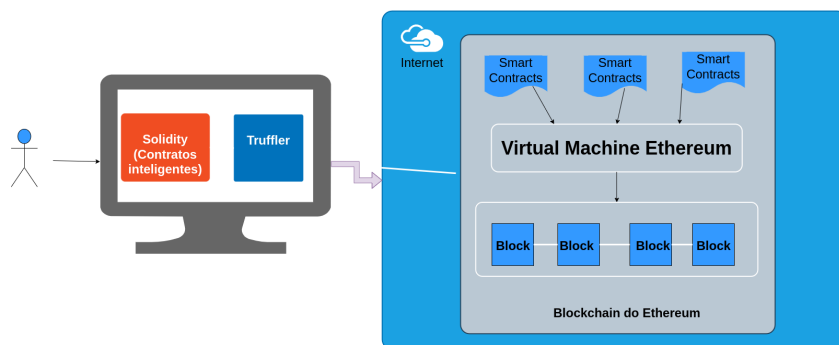 Internet
Smart
Contracts
Smart
Contracts
Smart
Contracts
Solidity
(Contratos
inteligentes)
Truffler
Virtual Machine Ethereum
Block
Block
Block
Block
Blockchain do Ethereum